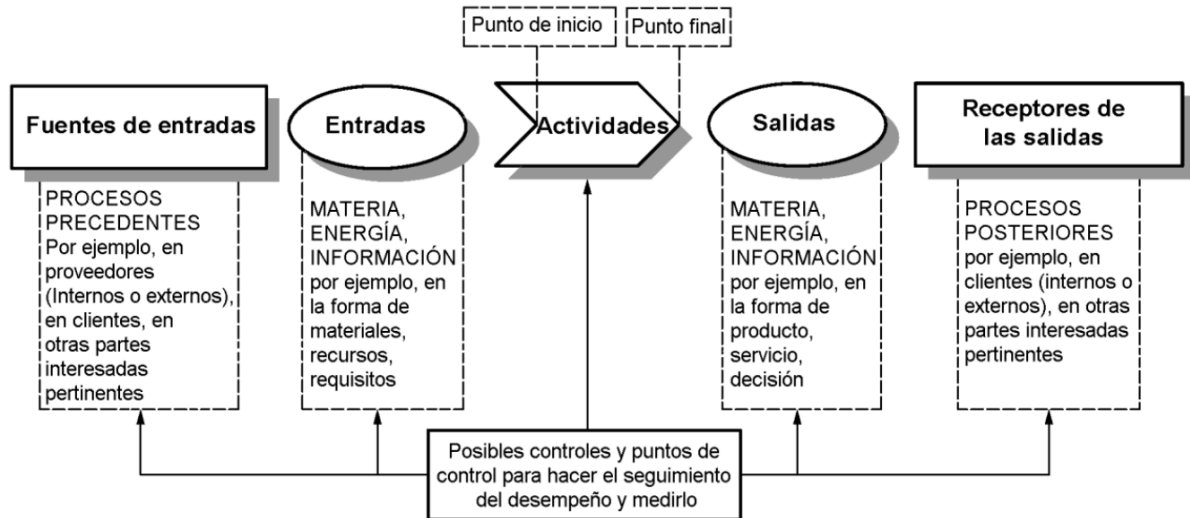 Punto de inicio
Punto final
Fuentes de entradas
Entradas
Actividades
Salidas
Receptores de
las salidas
PROCESOS
PRECEDENTES
Por ejemplo, en
proveedores
(Internos o externos),
en clientes, en
otras partes
interesadas
pertinentes
MATERIA,
ENERGÍA,
INFORMACIÓN
por ejemplo, en
la forma de
materiales,
recursos,
requisitos
MATERIA,
ENERGÍA,
INFORMACIÓN
por ejemplo, en
la forma de
producto,
servicio,
decisión
PROCESOS
POSTERIORES
por ejemplo, en
clientes (internos o
externos), en otras
partes interesadas
pertinentes
Posibles controles y puntos de
control para hacer el seguimiento
del desempeño y medirlo